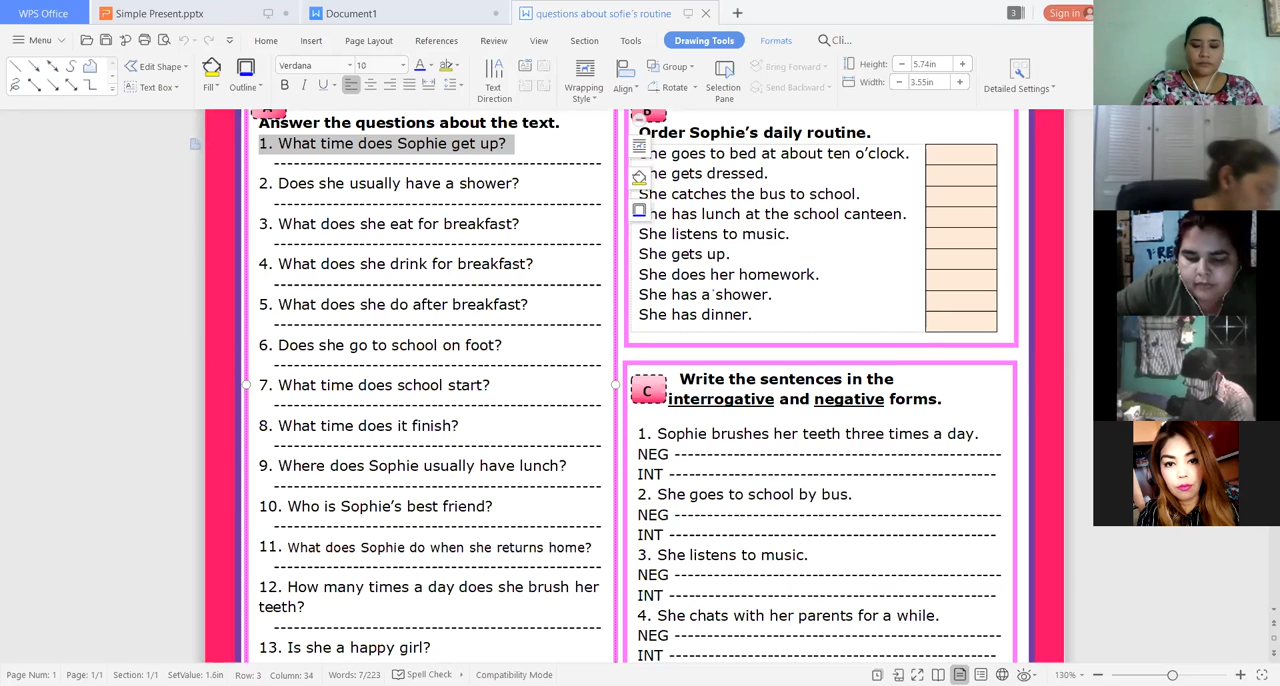 WPS Office
Simple Present.pptx
Document1
questions about sofie's routine
3
Sign in
Menu
Home
Insert
Page Layout
References
Review
View
Section
Tools
Drawing Tools
Formats
Clic...
Edit Shape
Text Box
Fill
Outline
Verdana
10
B I U
Text Direction
Wrapping Style
Align
Group
Rotate
Selection Pane
Bring Forward
Send Backward
Height: 5.74in
Width: 3.55in
Detailed Settings
Answer the questions about the text.
1. What time does Sophie get up?
2. Does she usually have a shower?
3. What does she eat for breakfast?
4. What does she drink for breakfast?
5. What does she do after breakfast?
6. Does she go to school on foot?
7. What time does school start?
8. What time does it finish?
9. Where does Sophie usually have lunch?
10. Who is Sophie's best friend?
11. What does Sophie do when she returns home?
12. How many times a day does she brush her
teeth?
13. Is she a happy girl?
Order Sophie's daily routine.
She goes to bed at about ten o'clock.
She gets dressed.
She catches the bus to school.
She has lunch at the school canteen.
She listens to music.
She gets up.
She does her homework.
She has a shower.
She has dinner.
C
Write the sentences in the
interrogative and negative forms.
1. Sophie brushes her teeth three times a day.
NEG
INT
2. She goes to school by bus.
NEG
INT
3. She listens to music.
NEG
INT
4. She chats with her parents for a while.
NEG
INT
Page Num: 1
Page: 1/1
Section: 1/1
SetValue: 1.6in
Row: 3
Column: 34
Words: 7/223
Spell Check
Compatibility Mode
130%